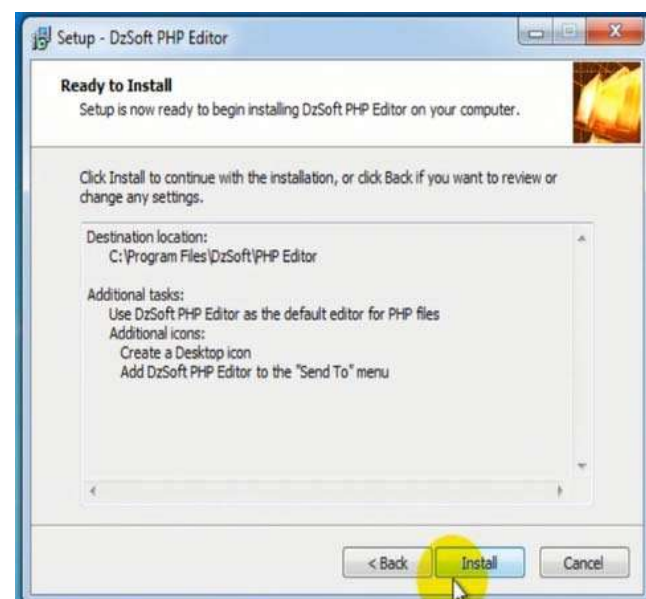 Setup - DzSoft PHP Editor
Ready to Install
Setup is now ready to begin installing DzSoft PHP Editor on your computer.
Click Install to continue with the installation, or click Back if you want to review or
change any settings.
Destination location:
C:\Program Files\DzSoft\PHP Editor
Additional tasks:
Use DzSoft PHP Editor as the default editor for PHP files
Additional icons:
Create a Desktop icon
Add DzSoft PHP Editor to the "Send To" menu
< Back Install Cancel